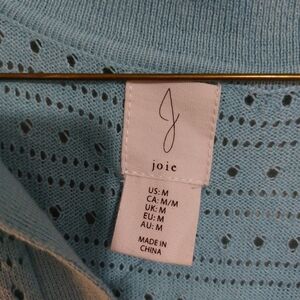 J
joie
US: M
CA: M/M
UK: M
EU: M
AU: M
MADE IN
CHINA